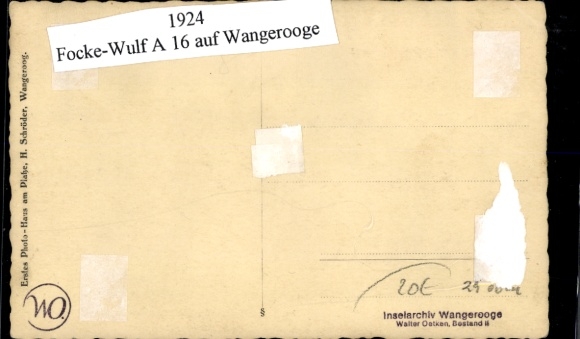 1924
Focke-Wulf A 16 auf Wangerooge
Erstes Photo-Haus am Platze, H. Schröder, Wangeroog.
WO.
§
20€
Inselarchiv Wangerooge
Walter Oetken, Bestand II